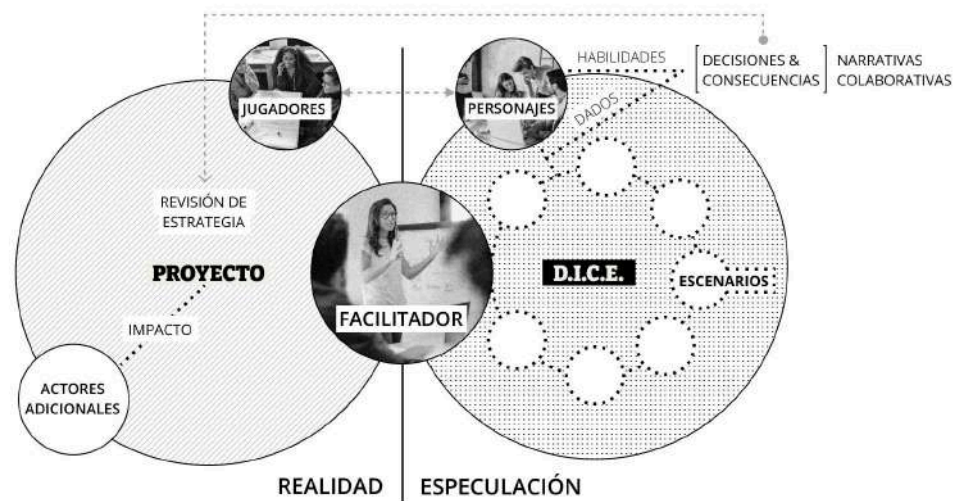 HABILIDADES
DECISIONES &
CONSECUENCIAS
NARRATIVAS
COLABORATIVAS
JUGADORES
PERSONAJES
DADOS
REVISIÓN DE
ESTRATEGIA
PROYECTO
D.I.C.E.
ESCENARIOS
FACILITADOR
IMPACTO
ACTORES
ADICIONALES
REALIDAD
ESPECULACIÓN